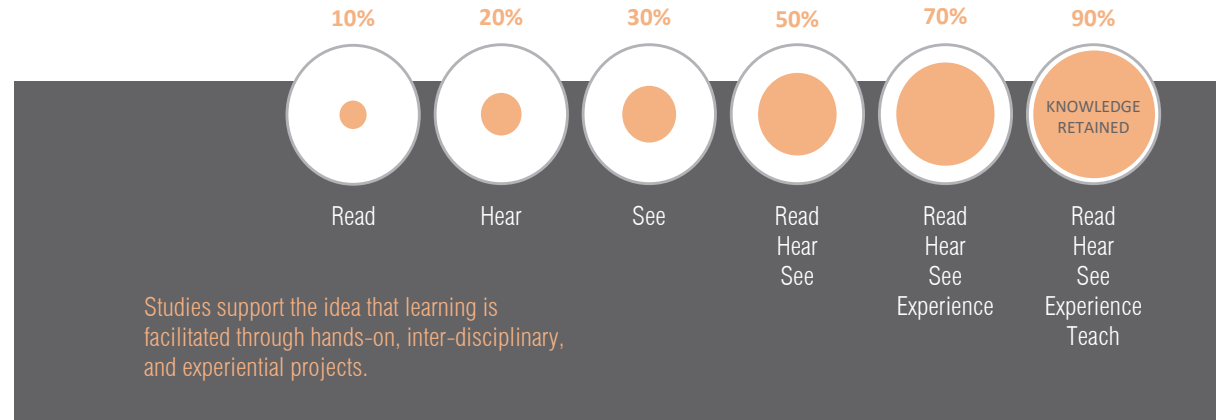 10%
20%
30%
50%
70%
90%
KNOWLEDGE
RETAINED
Read
Hear
See
Read
Hear
See
Read
Hear
See
Experience
Read
Hear
See
Experience
Teach
Studies support the idea that learning is
facilitated through hands-on, inter-disciplinary,
and experiential projects.